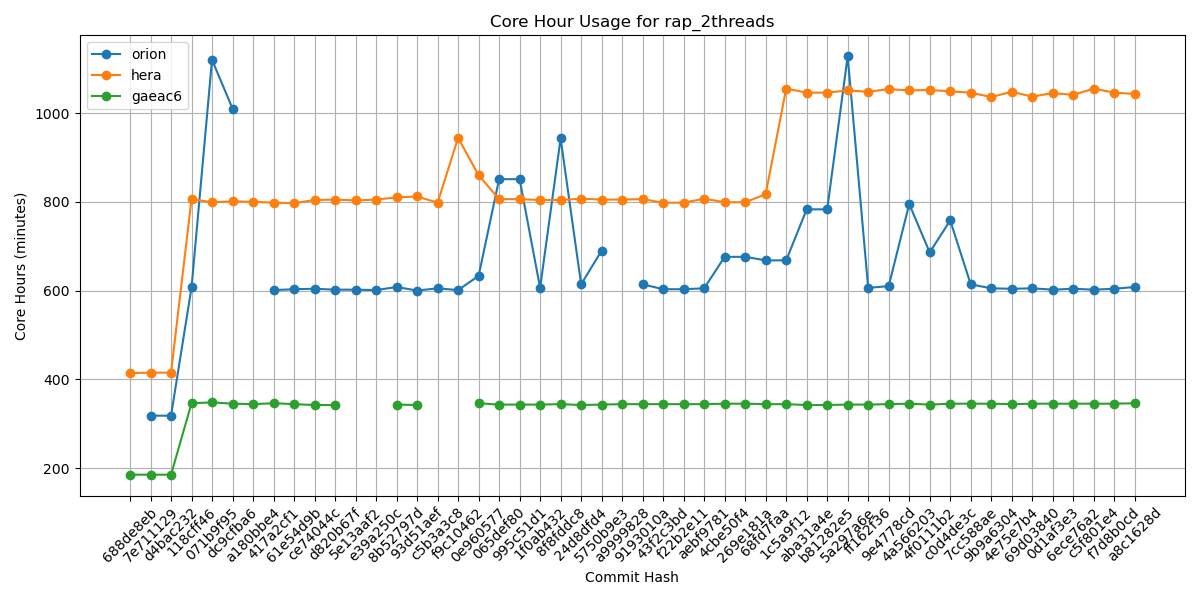 Core Hour Usage for rap_2threads
orion
hera
gaeac6
Core Hours (minutes)
1000
800
600
400
200
688de8eb
7e711129
d4bac232
118cff46
071b9f95
dc9cfba6
a180bbe4
417a2cf1
61e54d9b
ce74044c
d820b67f
5e13aaf2
e39a250c
8b52797d
93d51aef
c5b3a3c8
f9c10462
0e960577
065def80
995c51d1
1f0ab432
8f6fddc8
24d8dfd4
5750b9e3
a9999828
9193010a
43f2c3bd
f22b2e11
aebf9781
4cbe50f4
269e181a
68fd7faa
1c5a9f12
aba31a4e
b81282e5
5a297a6e
ff162f36
9e4778cd
4a566203
4f0111b2
c0d4de3c
7cc588ae
9b9a6304
4e75e7b4
69d03840
0d1af3e3
6ece76a2
c5f801e4
f7d8b0cd
a8c1628d
Commit Hash